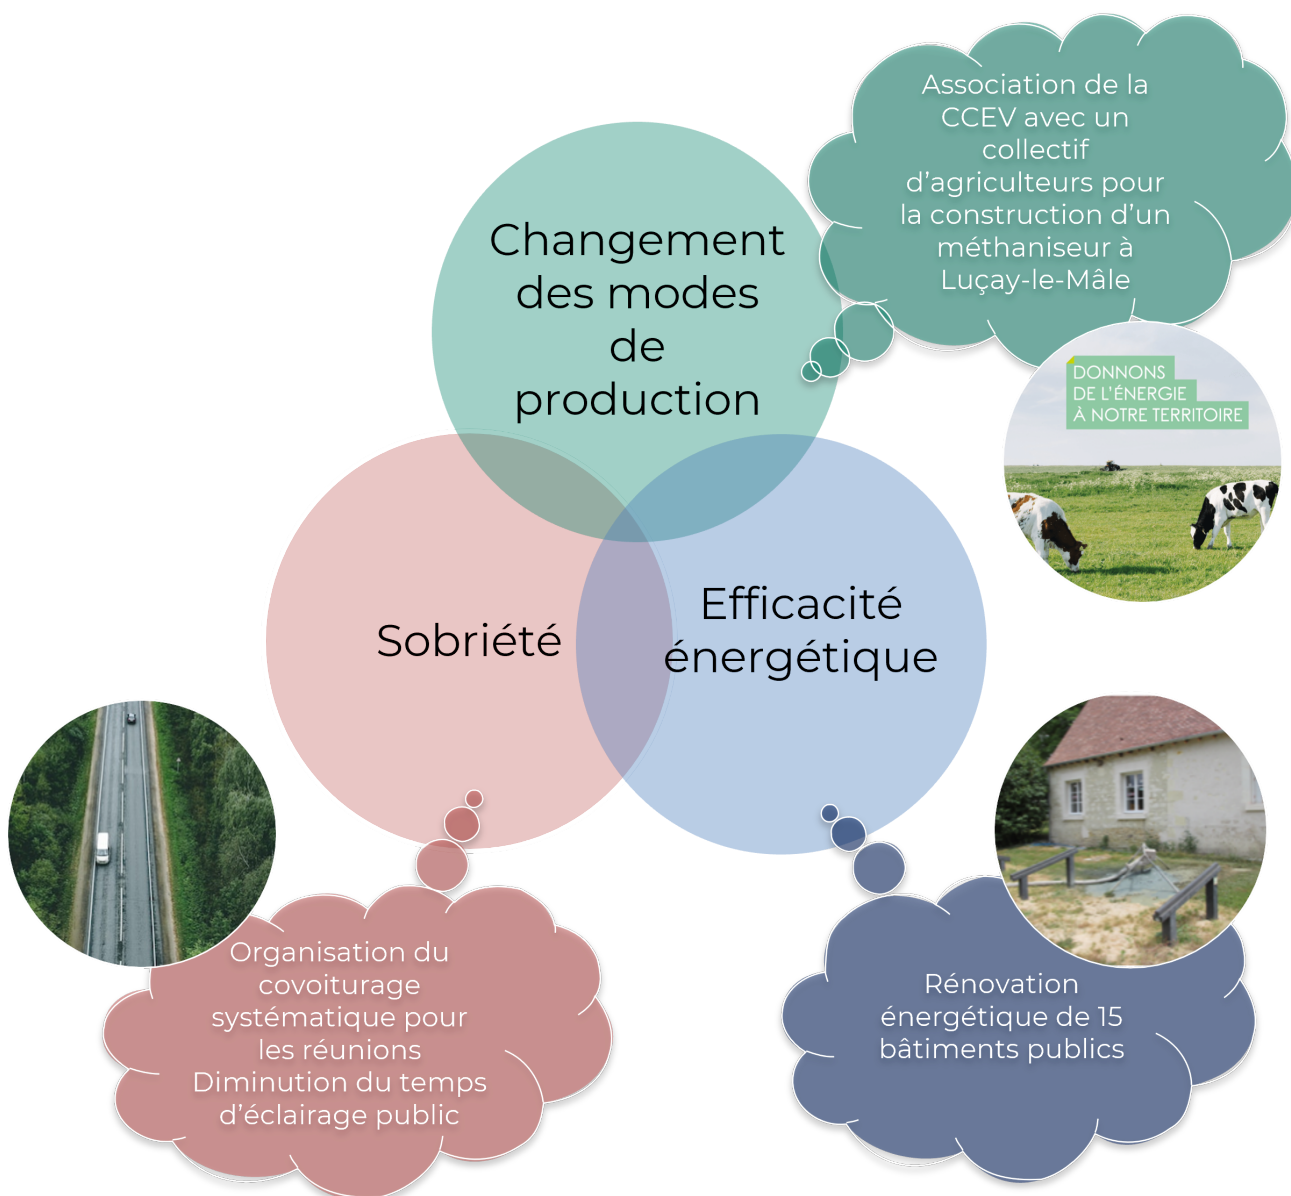 Association de la
CCEV avec un
collectif
d'agriculteurs pour
la construction d'un
méthaniseur à
Luçay-le-Mâle
Changement
des modes
de
production
DONNONS
DE L'ÉNERGIE
À NOTRE TERRITOIRE
Sobriété
Efficacité
énergétique
Organisation du
covoiturage
systématique pour
les réunions
Diminution du temps
d'éclairage public
Rénovation
énergétique de 15
bâtiments publics